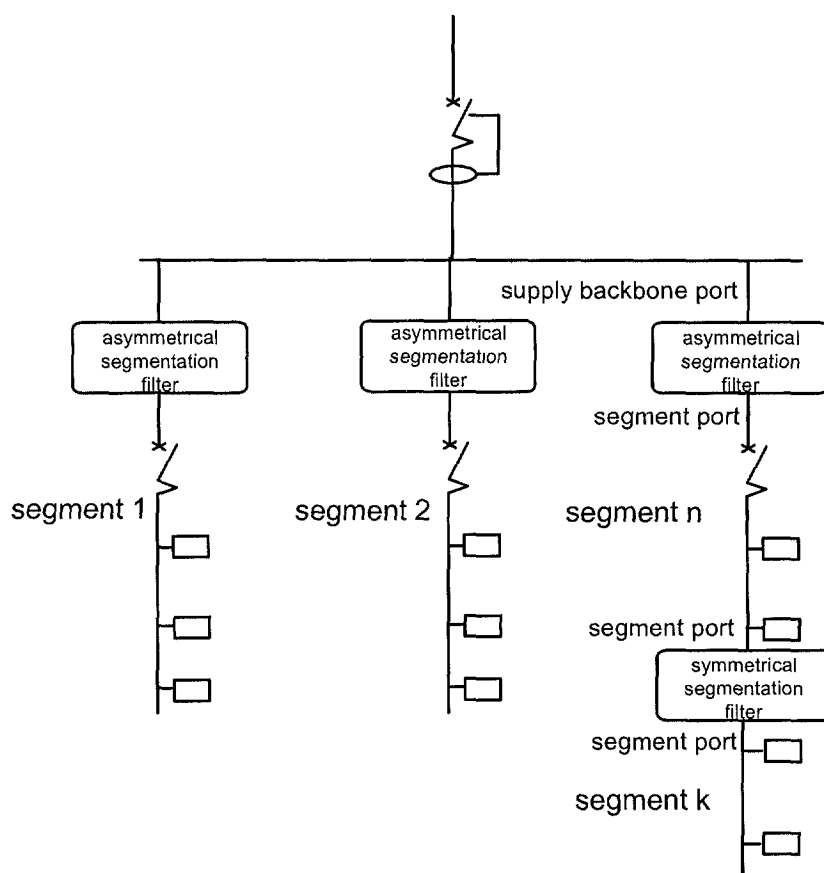 supply backbone port
asymmetrical
segmentation
filter
asymmetrical
segmentation
filter
asymmetrical
segmentation
filter
segment port
segment 1
segment 2
segment n
segment port
symmetrical
segmentation
filter
segment port
segment k